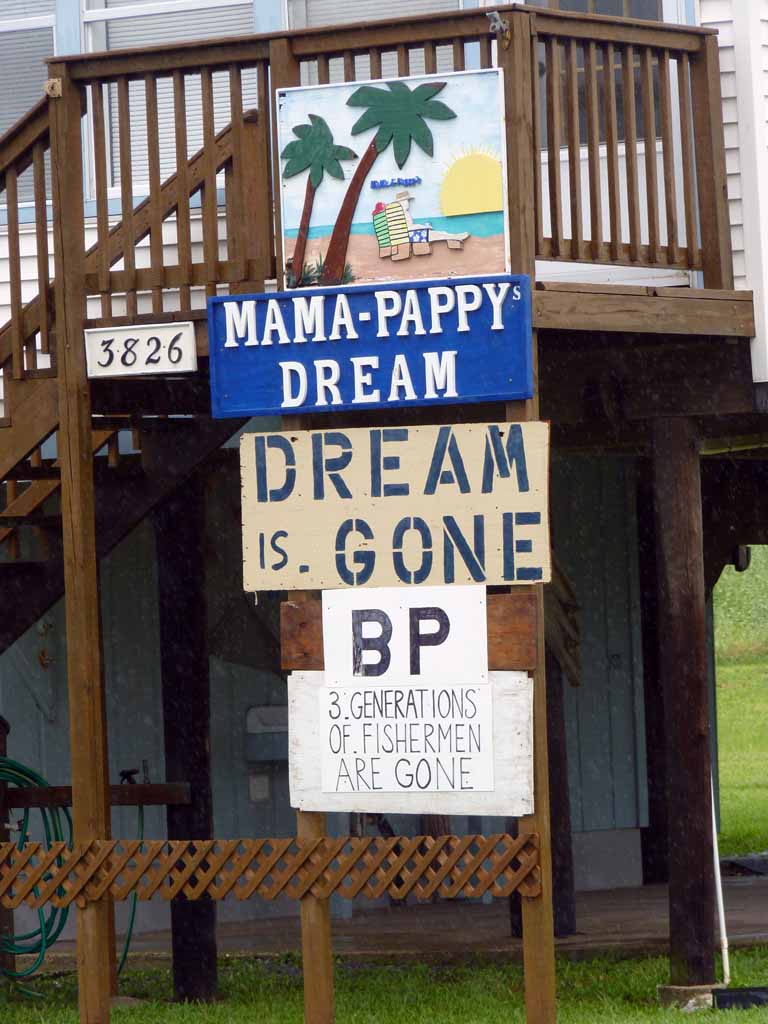 MAMA-PAPPYs
DREAM
3826
DREAM
IS. GONE
BP
3.GENERATIONS
OF.FISHERMEN
ARE GONE